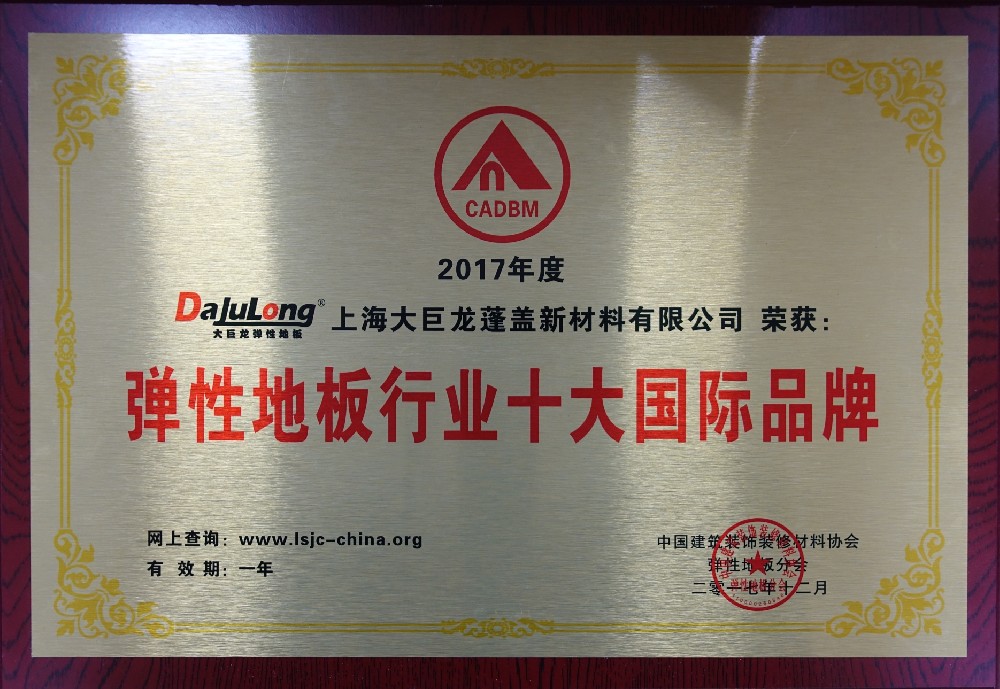 CADBM
2017年度
DaJuLong® 上海大巨龙蓬盖新材料有限公司 荣获：
大巨龙弹性地板
弹性地板行业十大国际品牌
网上查询：www.lsjc-china.org
有 效 期：一年
中国建筑装饰装修材料协会
弹性地板分会
二零一七年十二月